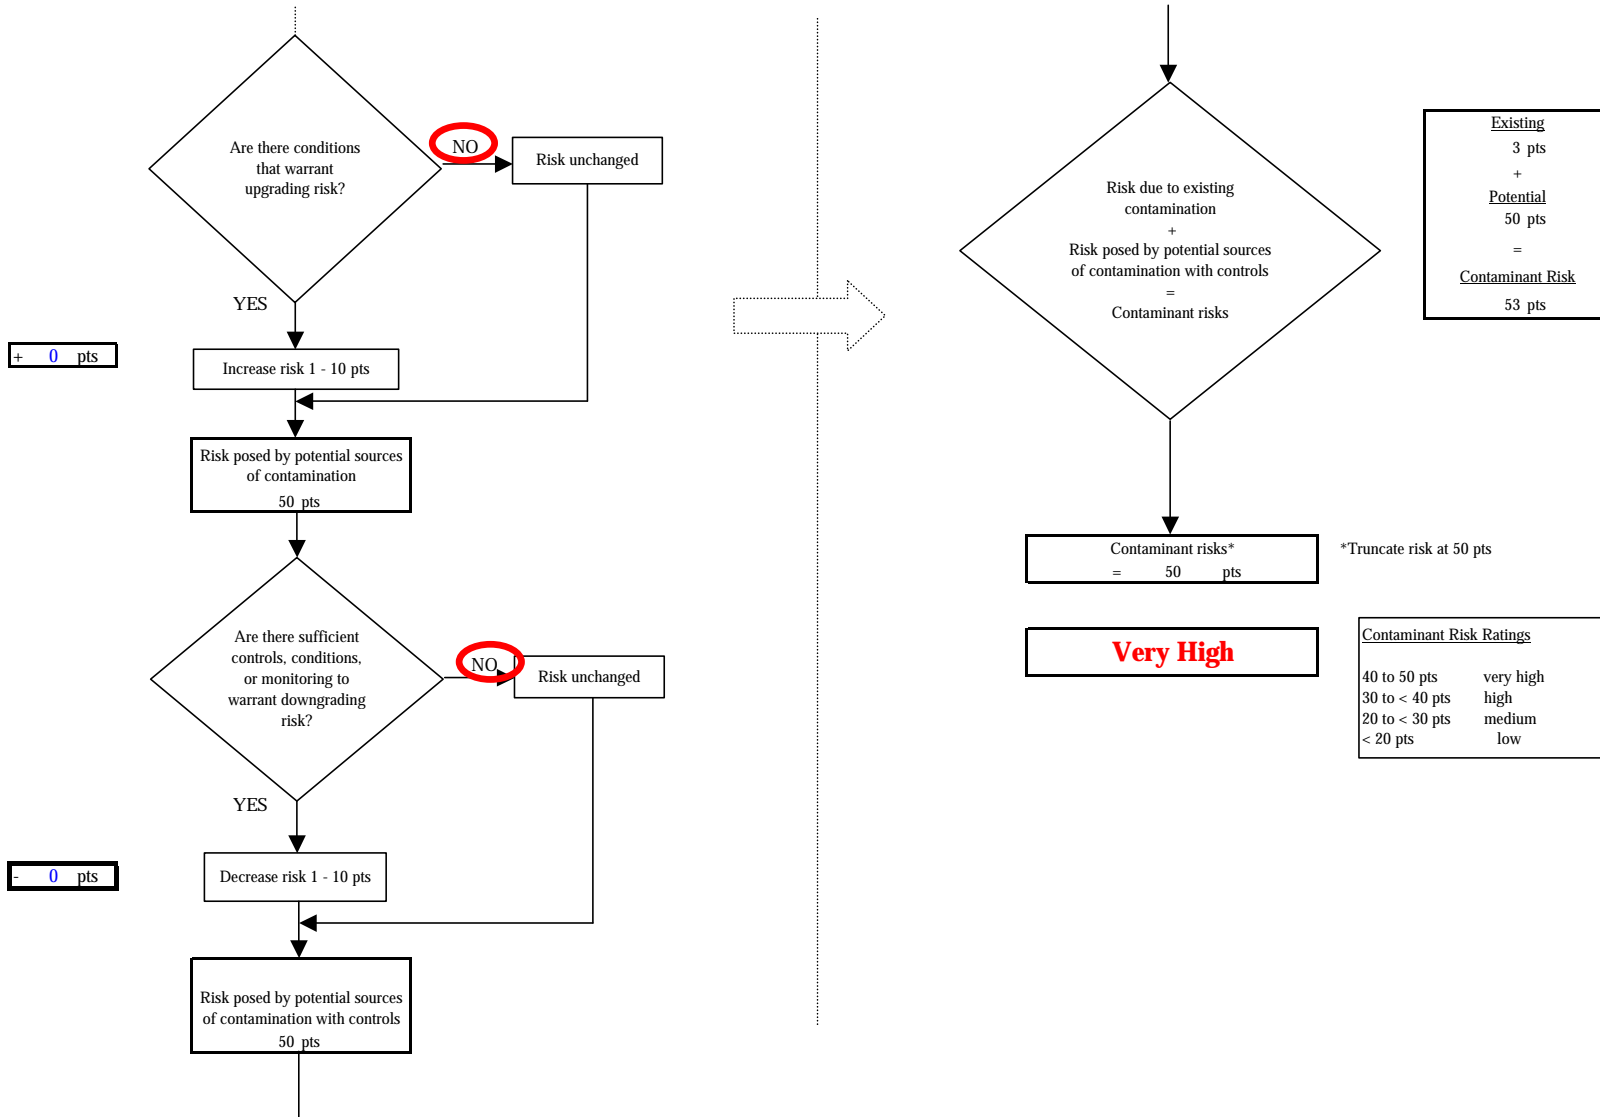 Are there conditions
that warrant
upgrading risk?
NO
Risk unchanged
YES
+ 0 pts
Increase risk 1 - 10 pts
Risk posed by potential sources
of contamination
50 pts
Are there sufficient
controls, conditions,
or monitoring to
warrant downgrading
risk?
NO
Risk unchanged
YES
- 0 pts
Decrease risk 1 - 10 pts
Risk posed by potential sources
of contamination with controls
50 pts
Risk due to existing
contamination
+
Risk posed by potential sources
of contamination with controls
=
Contaminant risks
Existing
3 pts
+
Potential
50 pts
=
Contaminant Risk
53 pts
Contaminant risks*
= 50 pts
*Truncate risk at 50 pts
Very High
Contaminant Risk Ratings
40 to 50 pts very high
30 to < 40 pts high
20 to < 30 pts medium
< 20 pts low